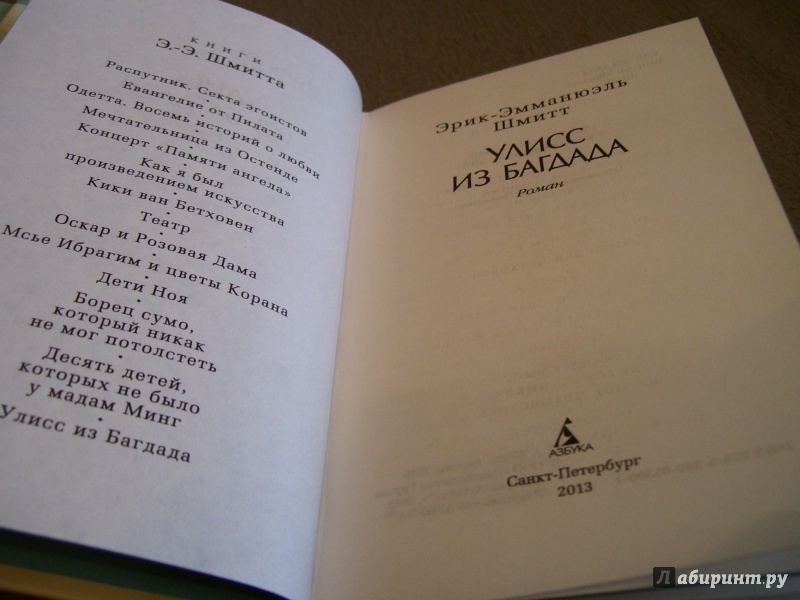 КНИГИ
Э.-Э. Шмитта
Распутник. Секта эгоистов
Евангелие от Пилата
Одетта. Восемь историй о любви
Мечтательница из Остенде
Концерт «Памяти ангела»
Как я был
произведением искусства
Кики ван Бетховен
Театр
Оскар и Розовая Дама
Мсье Ибрагим и цветы Корана
Дети Ноя
Борец сумо,
который никак
не мог потолстеть
Десять детей,
которых не было
у мадам Минг
Улисс из Багдада
Эрик-Эмманюэль
Шмитт
УЛИСС
ИЗ БАГДАДА
Роман
АЗБУКА
Санкт-Петербург
2013
Лабиринт.ру